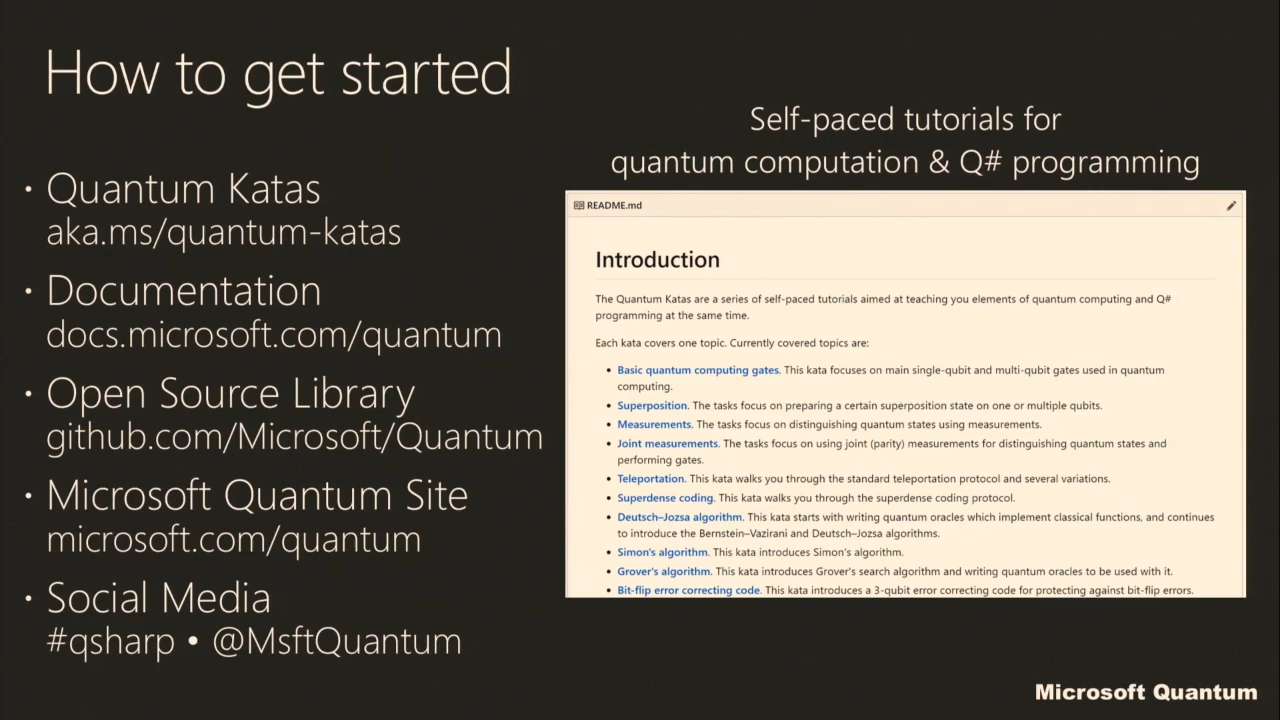 How to get started
• Quantum Katas
aka.ms/quantum-katas
• Documentation
docs.microsoft.com/quantum
• Open Source Library
github.com/Microsoft/Quantum
• Microsoft Quantum Site
microsoft.com/quantum
• Social Media
#qsharp • @MsftQuantum
Self-paced tutorials for
quantum computation & Q# programming
README.md
Introduction
The Quantum Katas are a series of self-paced tutorials aimed at teaching you elements of quantum computing and Q#
programming at the same time.
Each kata covers one topic. Currently covered topics are:
• Basic quantum computing gates. This kata focuses on main single-qubit and multi-qubit gates used in quantum
computing.
• Superposition. The tasks focus on preparing a certain superposition state on one or multiple qubits.
• Measurements. The tasks focus on distinguishing quantum states using measurements.
• Joint measurements. The tasks focus on using joint (parity) measurements for distinguishing quantum states and
performing gates.
• Teleportation. This kata walks you through the standard teleportation protocol and several variations.
• Superdense coding. This kata walks you through the superdense coding protocol.
• Deutsch–Jozsa algorithm. This kata starts with writing quantum oracles which implement classical functions, and continues
to introduce the Bernstein–Vazirani and Deutsch–Jozsa algorithms.
• Simon's algorithm. This kata introduces Simon's algorithm.
• Grover's algorithm. This kata introduces Grover's search algorithm and writing quantum oracles to be used with it.
• Bit-flip error correcting code. This kata introduces a 3-qubit error correcting code for protecting against bit-flip errors.
Microsoft Quantum